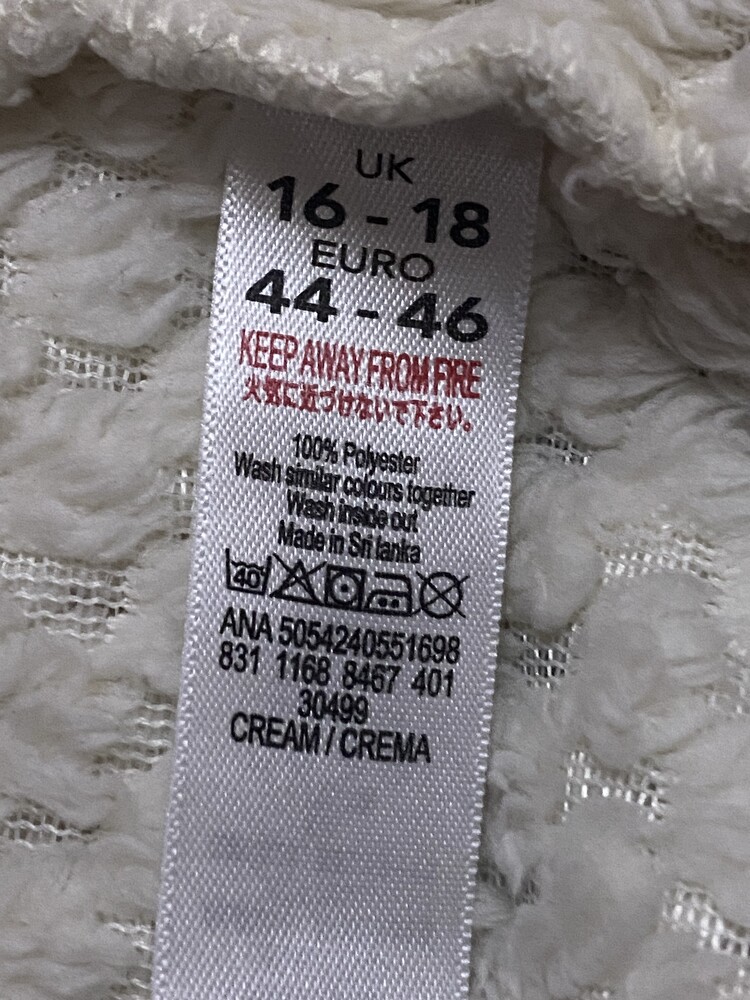 UK
16 - 18
EURO
44 - 46
KEEP AWAY FROM FIRE
火気に近づけないで下さい。
100% Polyester
Wash similar colours together
Wash inside out
Made in Sri lanka
40
ANA 5054240551698
831 1168 8467 401
30499
CREAM / CREMA